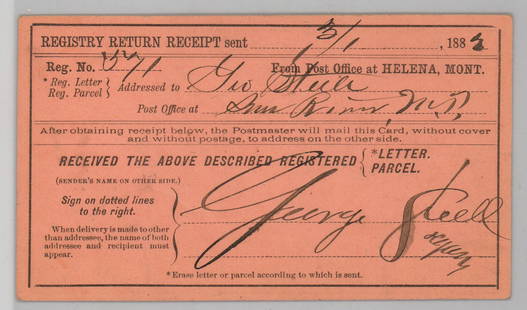 REGISTRY RETURN RECEIPT sent 3/1, 1883
Reg. No. 571 From Post Office at HELENA, MONT.
*Reg. Letter
Reg. Parcel } Addressed to Geo Steell
Post Office at Sun River, M.T.
After obtaining receipt below, the Postmaster will mail this Card, without cover
and without postage, to address on the other side.
RECEIVED THE ABOVE DESCRIBED REGISTERED { *LETTER.
PARCEL.
(SENDER'S NAME ON OTHER SIDE.)
Sign on dotted lines
to the right.
George Steell
When delivery is made to other
than addressee, the name of both
addressee and recipient must
appear.
*Erase letter or parcel according to which is sent.